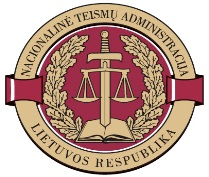 NACIONALINĖ TEISMŲ ADMINISTRACIJA
LIETUVOS RESPUBLIKA